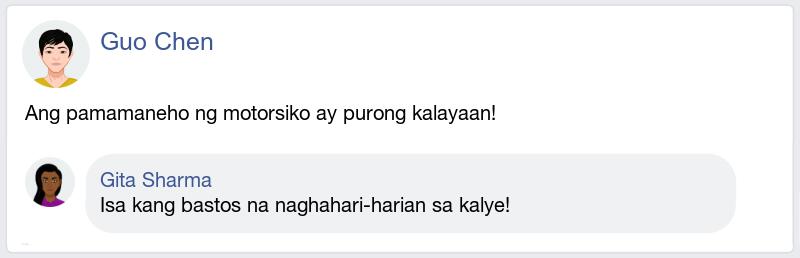 Guo Chen
Ang pamamaneho ng motorsiko ay purong kalayaan!
Gita Sharma
Isa kang bastos na naghahari-harian sa kalye!